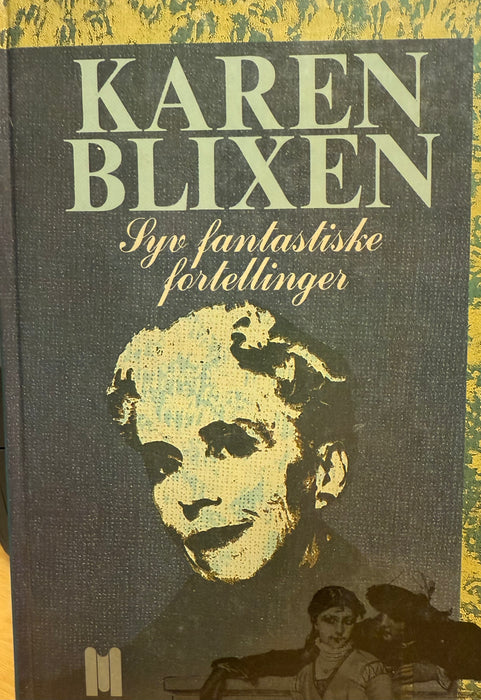 KAREN
BLIXEN
Syv fantastiske
fortellinger